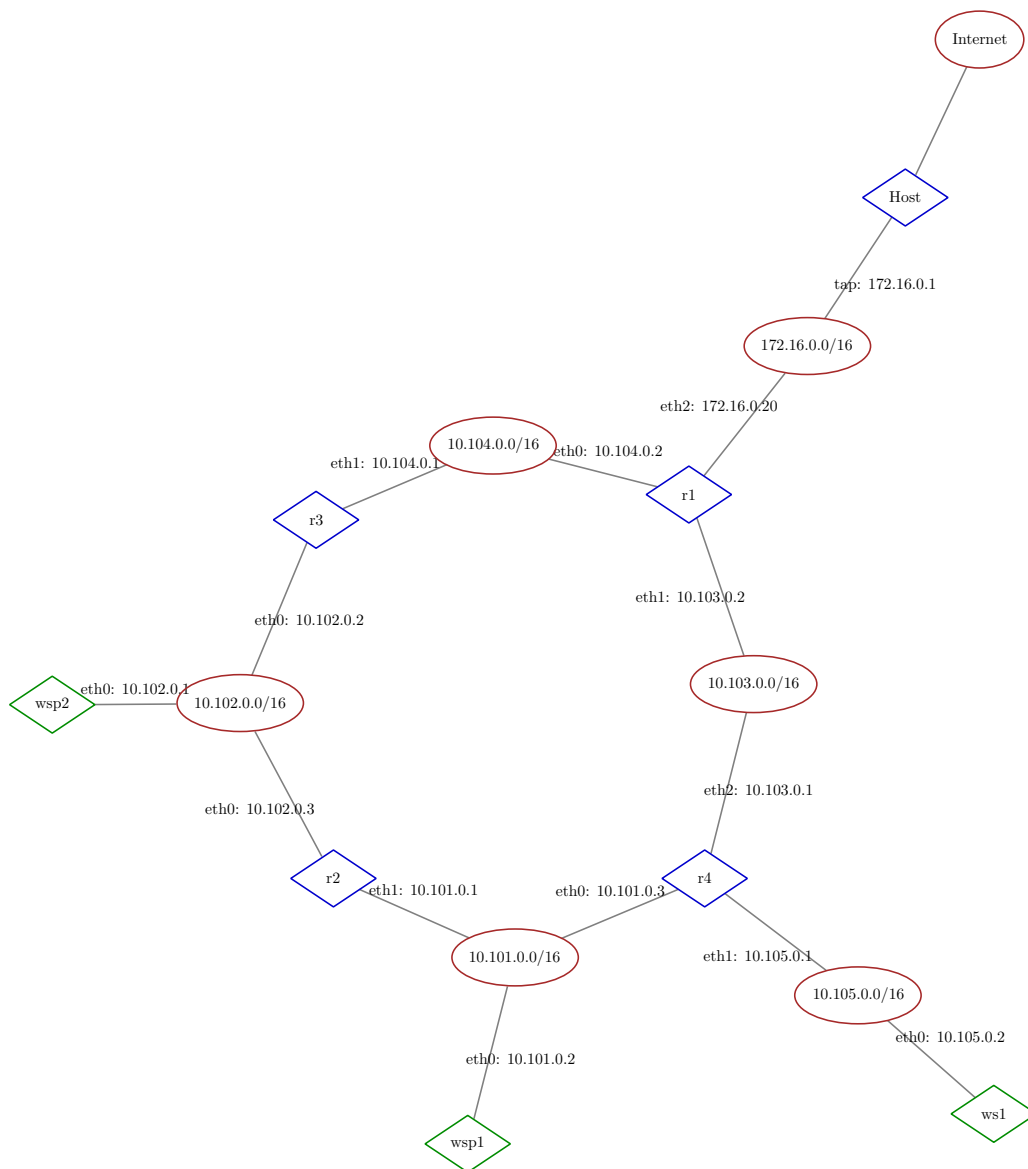 Internet
Host
tap: 172.16.0.1
172.16.0.0/16
eth2: 172.16.0.20
10.104.0.0/16
eth0: 10.104.0.2
eth1: 10.104.0.1
r1
r3
eth1: 10.103.0.2
eth0: 10.102.0.2
10.103.0.0/16
eth0: 10.102.0.1
wsp2
10.102.0.0/16
eth2: 10.103.0.1
eth0: 10.102.0.3
r2
r4
eth1: 10.101.0.1
eth0: 10.101.0.3
10.101.0.0/16
eth1: 10.105.0.1
10.105.0.0/16
eth0: 10.105.0.2
eth0: 10.101.0.2
ws1
wsp1